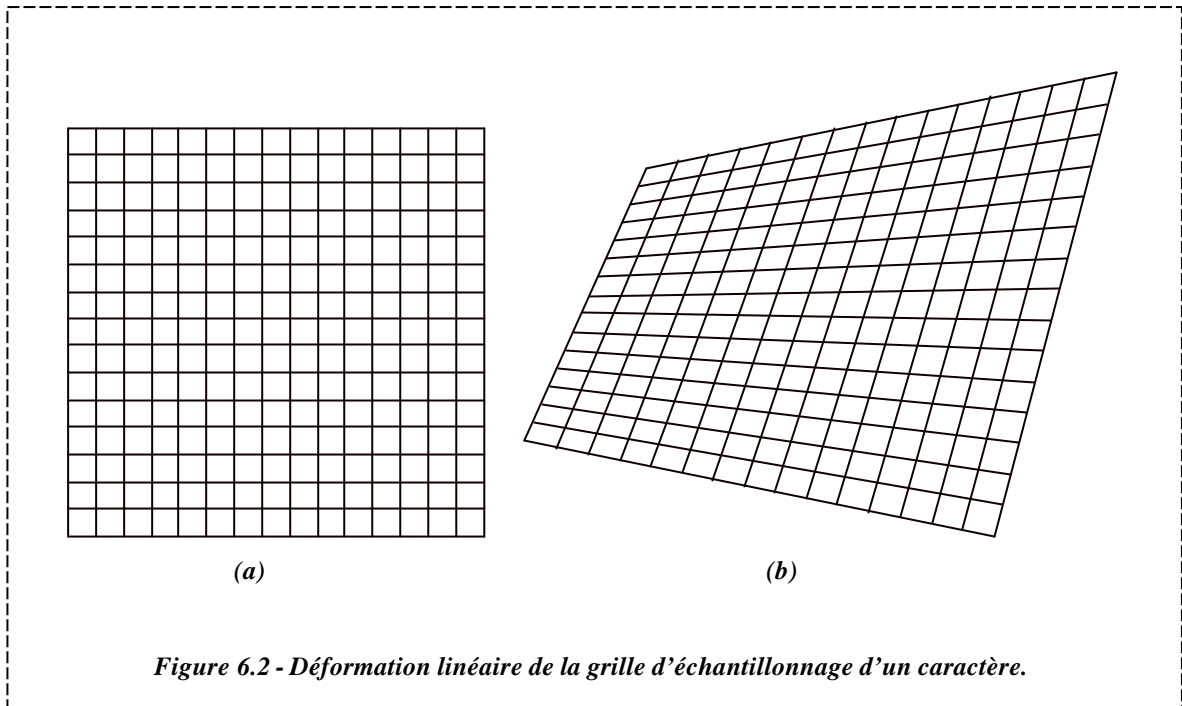 (a)
(b)
Figure 6.2 - Déformation linéaire de la grille d'échantillonnage d'un caractère.